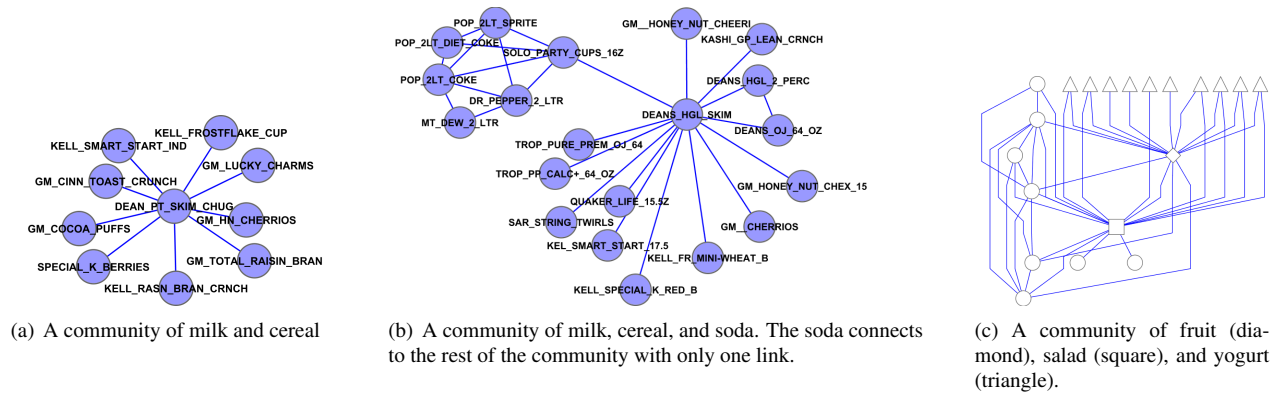 KELL_FROSTFLAKE_CUP
KELL_SMART_START_IND
GM_LUCKY_CHARMS
GM_CINN_TOAST_CRUNCH
DEAN_PT_SKIM_CHUG
GM_HN_CHERRIOS
GM_COCOA_PUFFS
GM_TOTAL_RAISIN_BRAN
SPECIAL_K_BERRIES
KELL_RASN_BRAN_CRNCH
(a) A community of milk and cereal
POP_2LT_SPRITE
POP_2LT_DIET_COKE
SOLO_PARTY_CUPS_16Z
POP_2LT_COKE
DR_PEPPER_2_LTR
MT_DEW_2_LTR
GM__HONEY_NUT_CHEERI
KASHI_GP_LEAN_CRNCH
DEANS_HGL_2_PERC
DEANS_HGL_SKIM
DEANS_OJ_64_OZ
TROP_PURE_PREM_OJ_64
TROP_PP_CALC+_64_OZ
GM_HONEY_NUT_CHEX_15
QUAKER_LIFE_15.5Z
SAR_STRING_TWIRLS
GM__CHERRIOS
KEL_SMART_START_17.5
KELL_FR_MINI-WHEAT_B
KELL_SPECIAL_K_RED_B
(b) A community of milk, cereal, and soda. The soda connects
to the rest of the community with only one link.
(c) A community of fruit (dia-
mond), salad (square), and yogurt
(triangle).